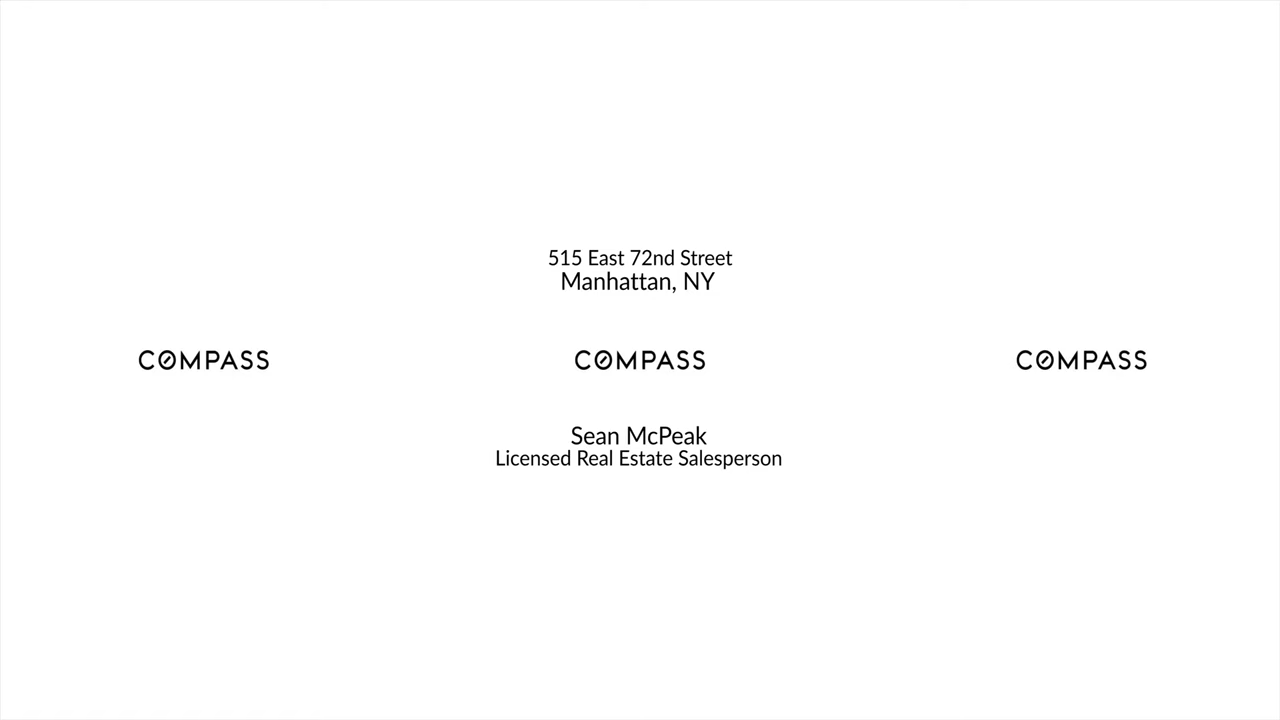 515 East 72nd Street
Manhattan, NY
COMPASS COMPASS COMPASS
Sean McPeak
Licensed Real Estate Salesperson